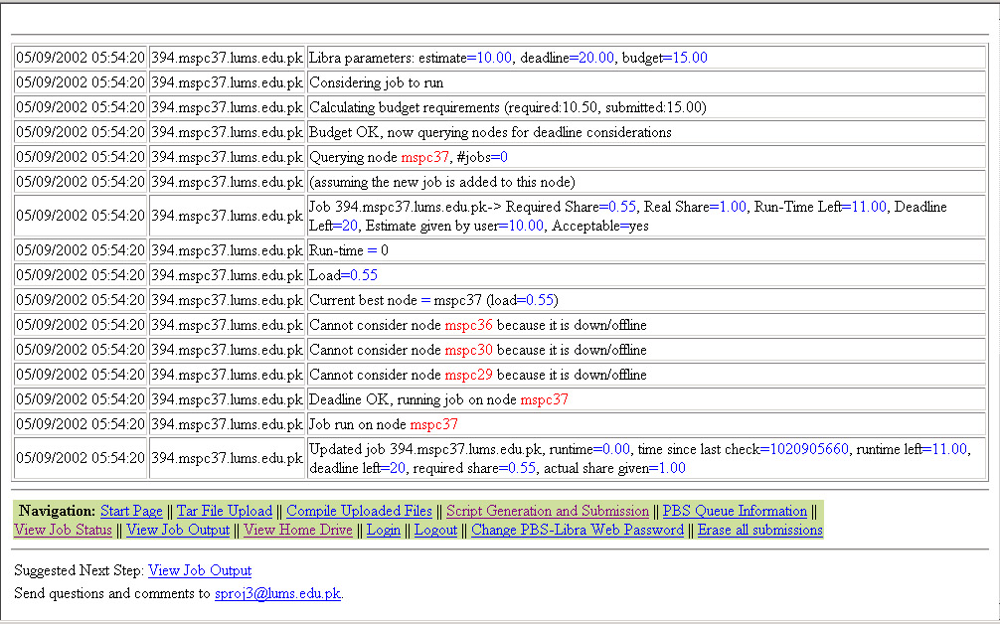 05/09/2002 05:54:20 394.mspc37.lums.edu.pk Libra parameters: estimate=10.00, deadline=20.00, budget=15.00
05/09/2002 05:54:20 394.mspc37.lums.edu.pk Considering job to run
05/09/2002 05:54:20 394.mspc37.lums.edu.pk Calculating budget requirements (required:10.50, submitted:15.00)
05/09/2002 05:54:20 394.mspc37.lums.edu.pk Budget OK, now querying nodes for deadline considerations
05/09/2002 05:54:20 394.mspc37.lums.edu.pk Querying node mspc37, #jobs=0
05/09/2002 05:54:20 394.mspc37.lums.edu.pk (assuming the new job is added to this node)
05/09/2002 05:54:20 394.mspc37.lums.edu.pk Job 394.mspc37.lums.edu.pk-> Required Share=0.55, Real Share=1.00, Run-Time Left=11.00, Deadline
Left=20, Estimate given by user=10.00, Acceptable=yes
05/09/2002 05:54:20 394.mspc37.lums.edu.pk Run-time = 0
05/09/2002 05:54:20 394.mspc37.lums.edu.pk Load=0.55
05/09/2002 05:54:20 394.mspc37.lums.edu.pk Current best node = mspc37 (load=0.55)
05/09/2002 05:54:20 394.mspc37.lums.edu.pk Cannot consider node mspc36 because it is down/offline
05/09/2002 05:54:20 394.mspc37.lums.edu.pk Cannot consider node mspc30 because it is down/offline
05/09/2002 05:54:20 394.mspc37.lums.edu.pk Cannot consider node mspc29 because it is down/offline
05/09/2002 05:54:20 394.mspc37.lums.edu.pk Deadline OK, running job on node mspc37
05/09/2002 05:54:20 394.mspc37.lums.edu.pk Job run on node mspc37
05/09/2002 05:54:20 394.mspc37.lums.edu.pk Updated job 394.mspc37.lums.edu.pk, runtime=0.00, time since last check=1020905660, runtime left=11.00,
deadline left=20, required share=0.55, actual share given=1.00
Navigation: Start Page || Tar File Upload || Compile Uploaded Files || Script Generation and Submission || PBS Queue Information ||
View Job Status || View Job Output || View Home Drive || Login || Logout || Change PBS-Libra Web Password || Erase all submissions
Suggested Next Step: View Job Output
Send questions and comments to sproj3@lums.edu.pk.